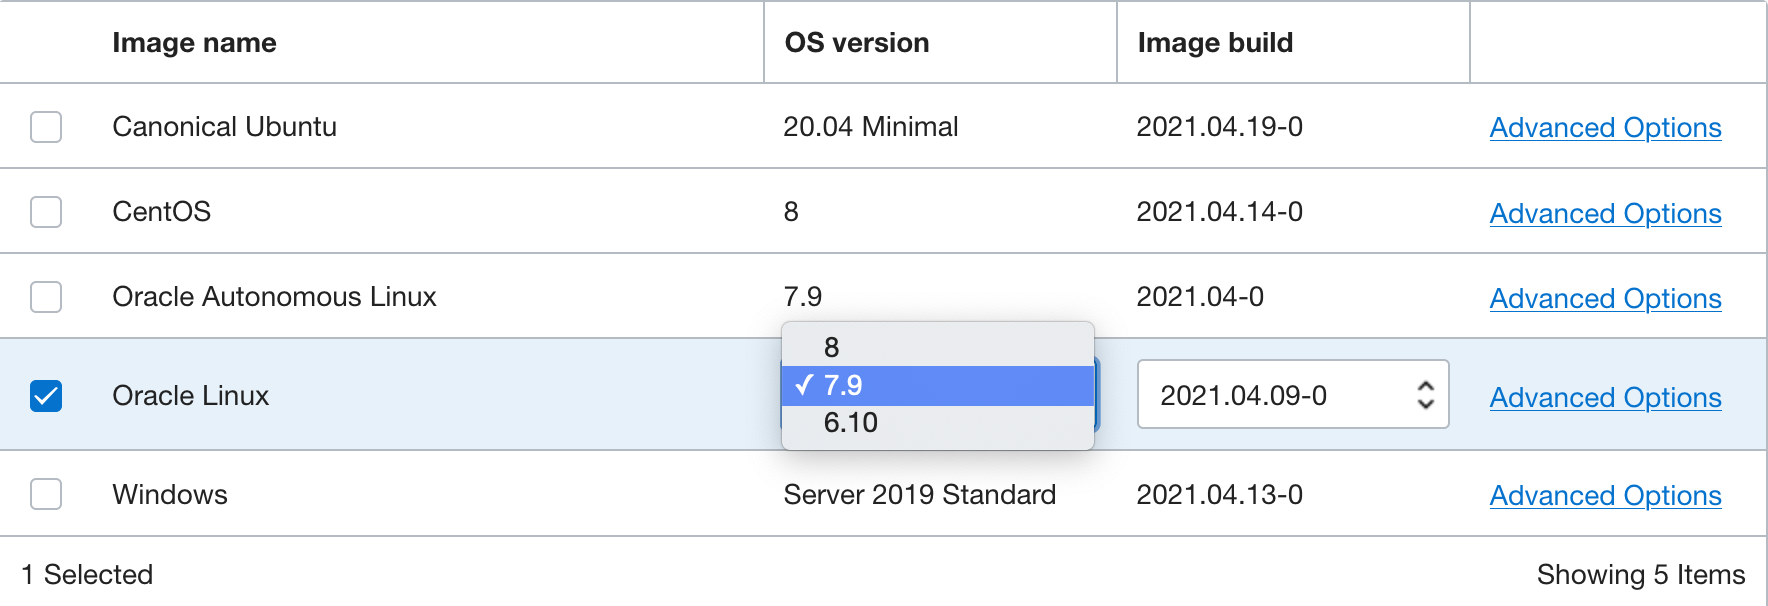 Image name OS version Image build
Canonical Ubuntu 20.04 Minimal 2021.04.19-0 Advanced Options
CentOS 8 2021.04.14-0 Advanced Options
Oracle Autonomous Linux 7.9 2021.04-0 Advanced Options
8
✓ 7.9
6.10
Oracle Linux 2021.04.09-0 Advanced Options
Windows Server 2019 Standard 2021.04.13-0 Advanced Options
1 Selected Showing 5 Items